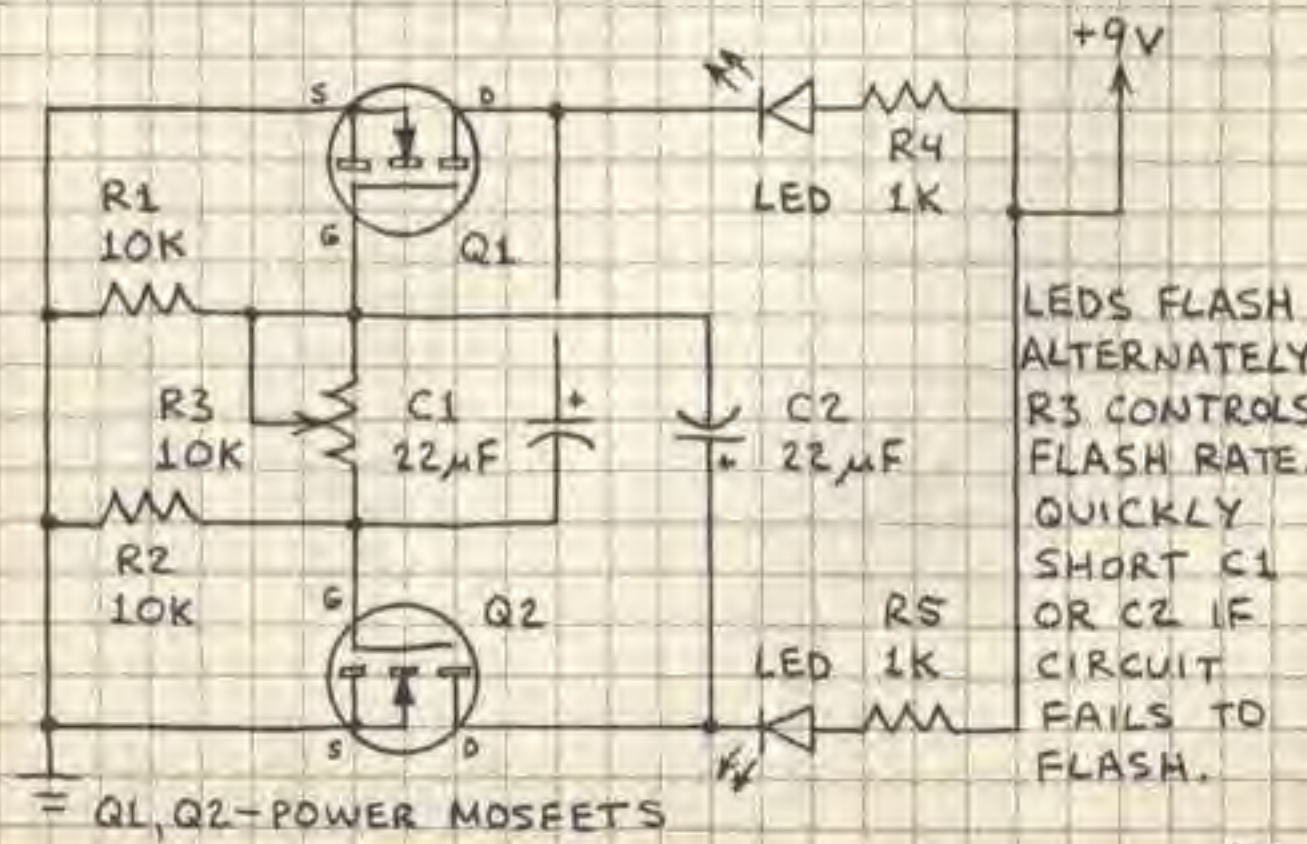 +9V
S
D
R4
LED 1K
R1
10K
G
Q1
LEDS FLASH
ALTERNATELY
R3 CONTROLS
FLASH RATE.
QUICKLY
SHORT C1
OR C2 IF
CIRCUIT
FAILS TO
FLASH.
R3
10K
C1
22µF
+
C2
22µF
+
R2
10K
G
Q2
R5
LED 1K
S
D
Q1, Q2-POWER MOSFETS